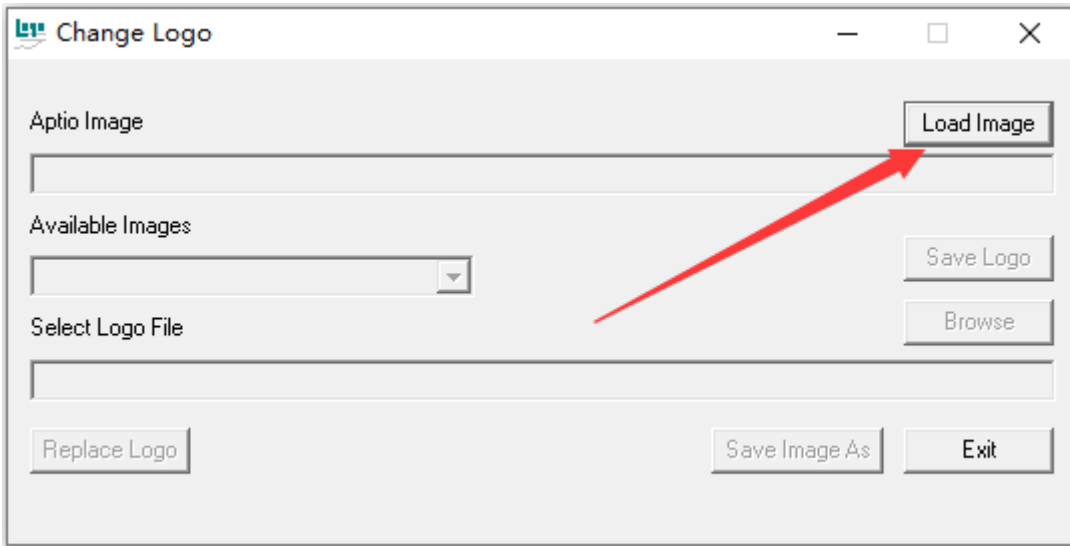 Change Logo
Aptio Image
Load Image
Available Images
Save Logo
Select Logo File
Browse
Replace Logo
Save Image As
Exit